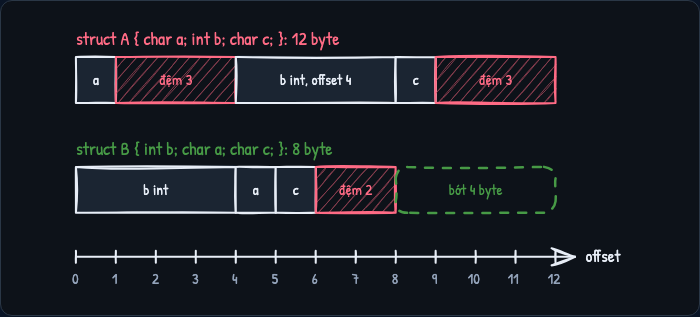 struct A { char a; int b; char c; }: 12 byte
a đệm 3 b int, offset 4 c đệm 3
struct B { int b; char a; char c; }: 8 byte
b int a c đệm 2 bớt 4 byte
offset
0 1 2 3 4 5 6 7 8 9 10 11 12